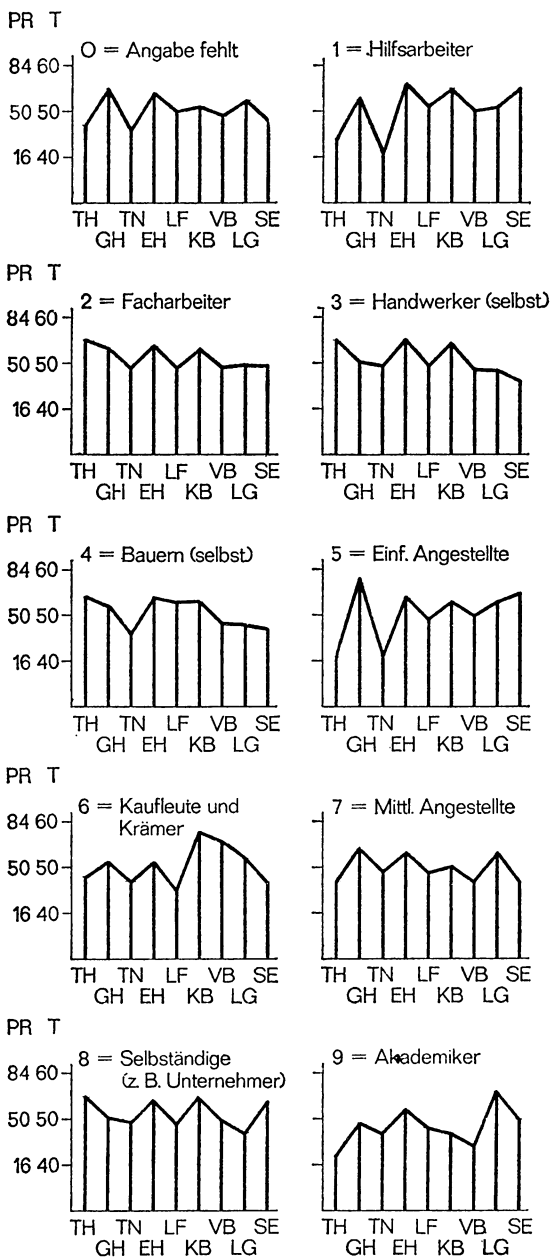 PR T
0 = Angabe fehlt
1 = Hilfsarbeiter
84 60
50 50
16 40
TH TN LF VB SE
GH EH KB LG
TH TN LF VB SE
GH EH KB LG
PR T
2 = Facharbeiter
3 = Handwerker (selbst)
84 60
50 50
16 40
TH TN LF VB SE
GH EH KB LG
TH TN LF VB SE
GH EH KB LG
PR T
4 = Bauern (selbst)
5 = Einf. Angestellte
84 60
50 50
16 40
TH TN LF VB SE
GH EH KB LG
TH TN LF VB SE
GH EH KB LG
PR T
6 = Kaufleute und
Krämer
7 = Mittl. Angestellte
84 60
50 50
16 40
TH TN LF VB SE
GH EH KB LG
TH TN LF VB SE
GH EH KB LG
PR T
8 = Selbständige
(z. B. Unternehmer)
9 = Akademiker
84 60
50 50
16 40
TH TN LF VB SE
GH EH KB LG
TH TN LF VB SE
GH EH KB LG